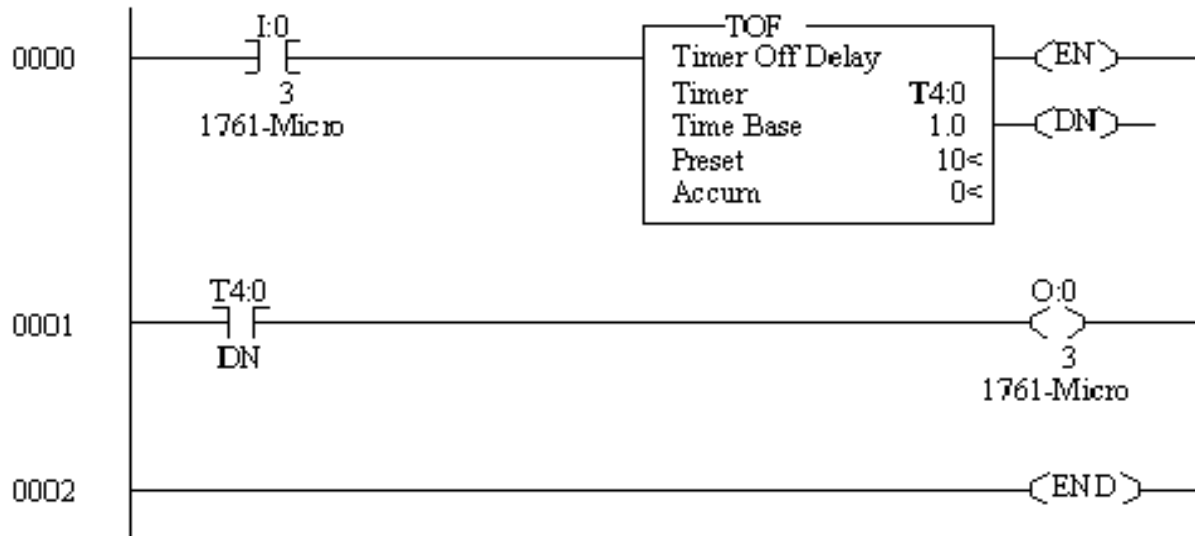 0000
I:0
3
1761-Micro
TOF
Timer Off Delay
Timer T4:0
Time Base 1.0
Preset 10<
Accum 0<
EN
DN
0001
T4:0
DN
O:0
3
1761-Micro
0002
END